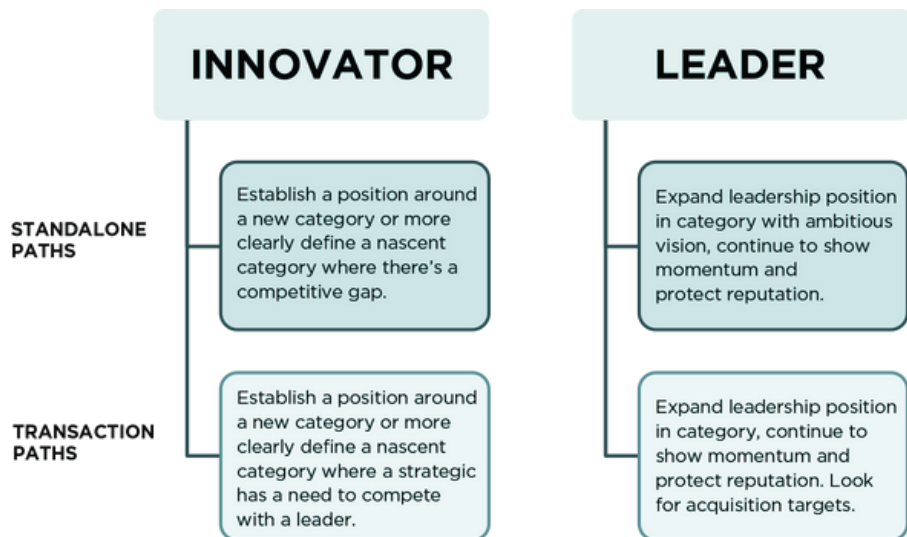 INNOVATOR
LEADER
STANDALONE
PATHS
Establish a position around
a new category or more
clearly define a nascent
category where there's a
competitive gap.
Expand leadership position
in category with ambitious
vision, continue to show
momentum and
protect reputation.
TRANSACTION
PATHS
Establish a position around
a new category or more
clearly define a nascent
category where a strategic
has a need to compete
with a leader.
Expand leadership position
in category, continue to
show momentum and
protect reputation. Look
for acquisition targets.